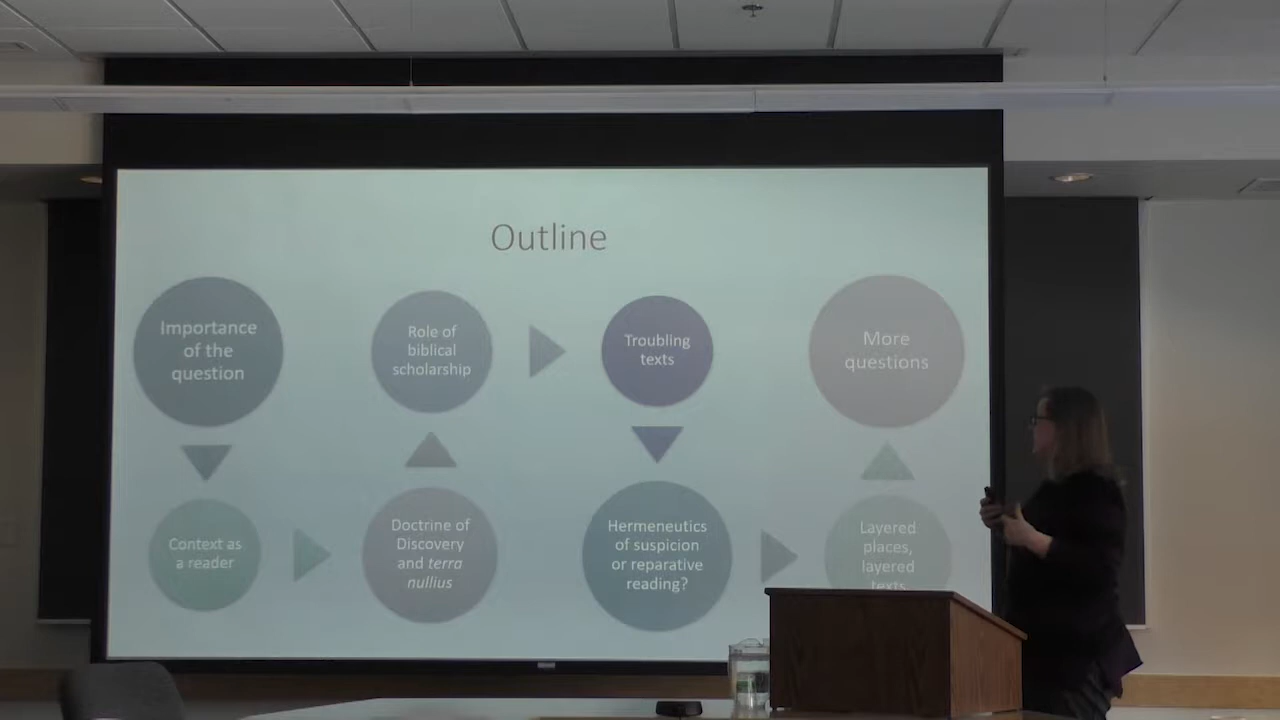 Outline
Importance
of the
question
Context as
a reader
Doctrine of
Discovery
and terra
nullius
Role of
biblical
scholarship
Troubling
texts
Hermeneutics
of suspicion
or reparative
reading?
Layered
places,
layered
texts
More
questions